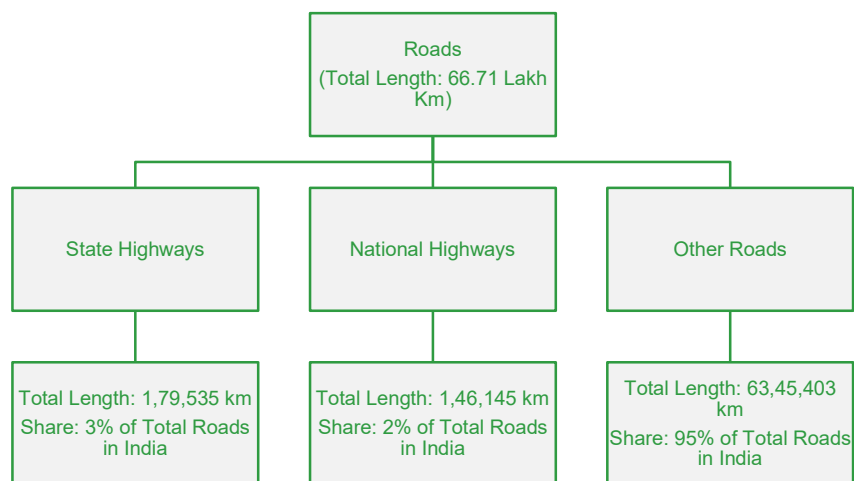 Roads
(Total Length: 66.71 Lakh
Km)
State Highways
National Highways
Other Roads
Total Length: 1,79,535 km
Share: 3% of Total Roads
in India
Total Length: 1,46,145 km
Share: 2% of Total Roads
in India
Total Length: 63,45,403
km
Share: 95% of Total Roads
in India